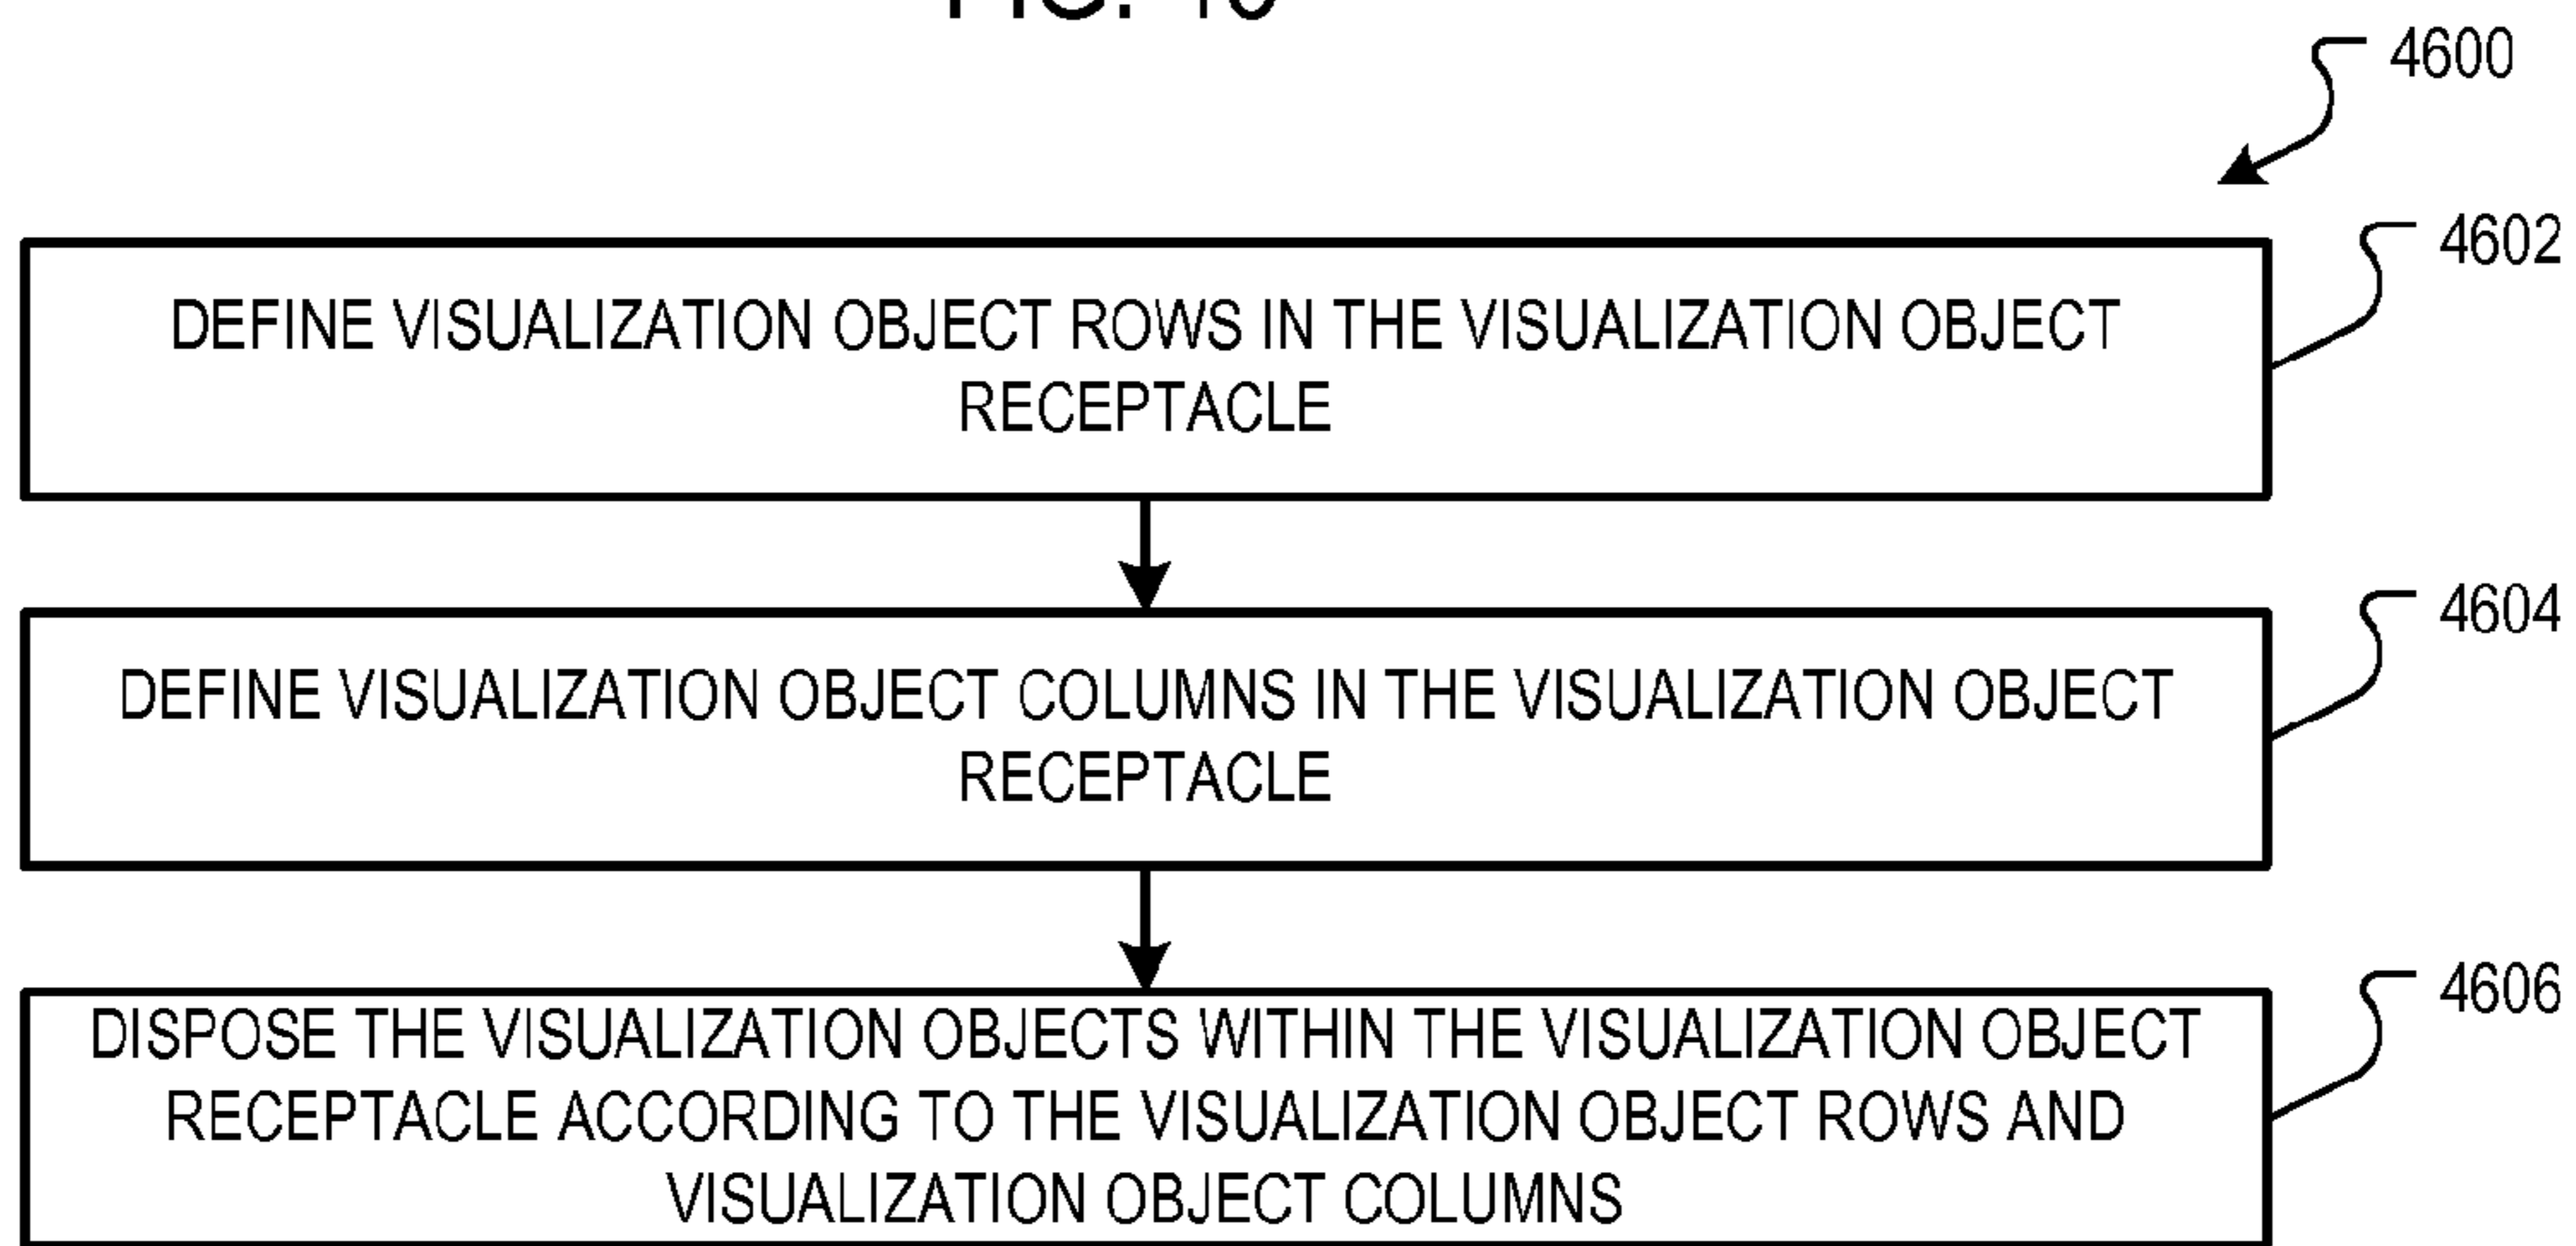 FIG.
4600
4602
DEFINE VISUALIZATION OBJECT ROWS IN THE VISUALIZATION OBJECT
RECEPTACLE
4604
DEFINE VISUALIZATION OBJECT COLUMNS IN THE VISUALIZATION OBJECT
RECEPTACLE
4606
DISPOSE THE VISUALIZATION OBJECTS WITHIN THE VISUALIZATION OBJECT
RECEPTACLE ACCORDING TO THE VISUALIZATION OBJECT ROWS AND
VISUALIZATION OBJECT COLUMNS